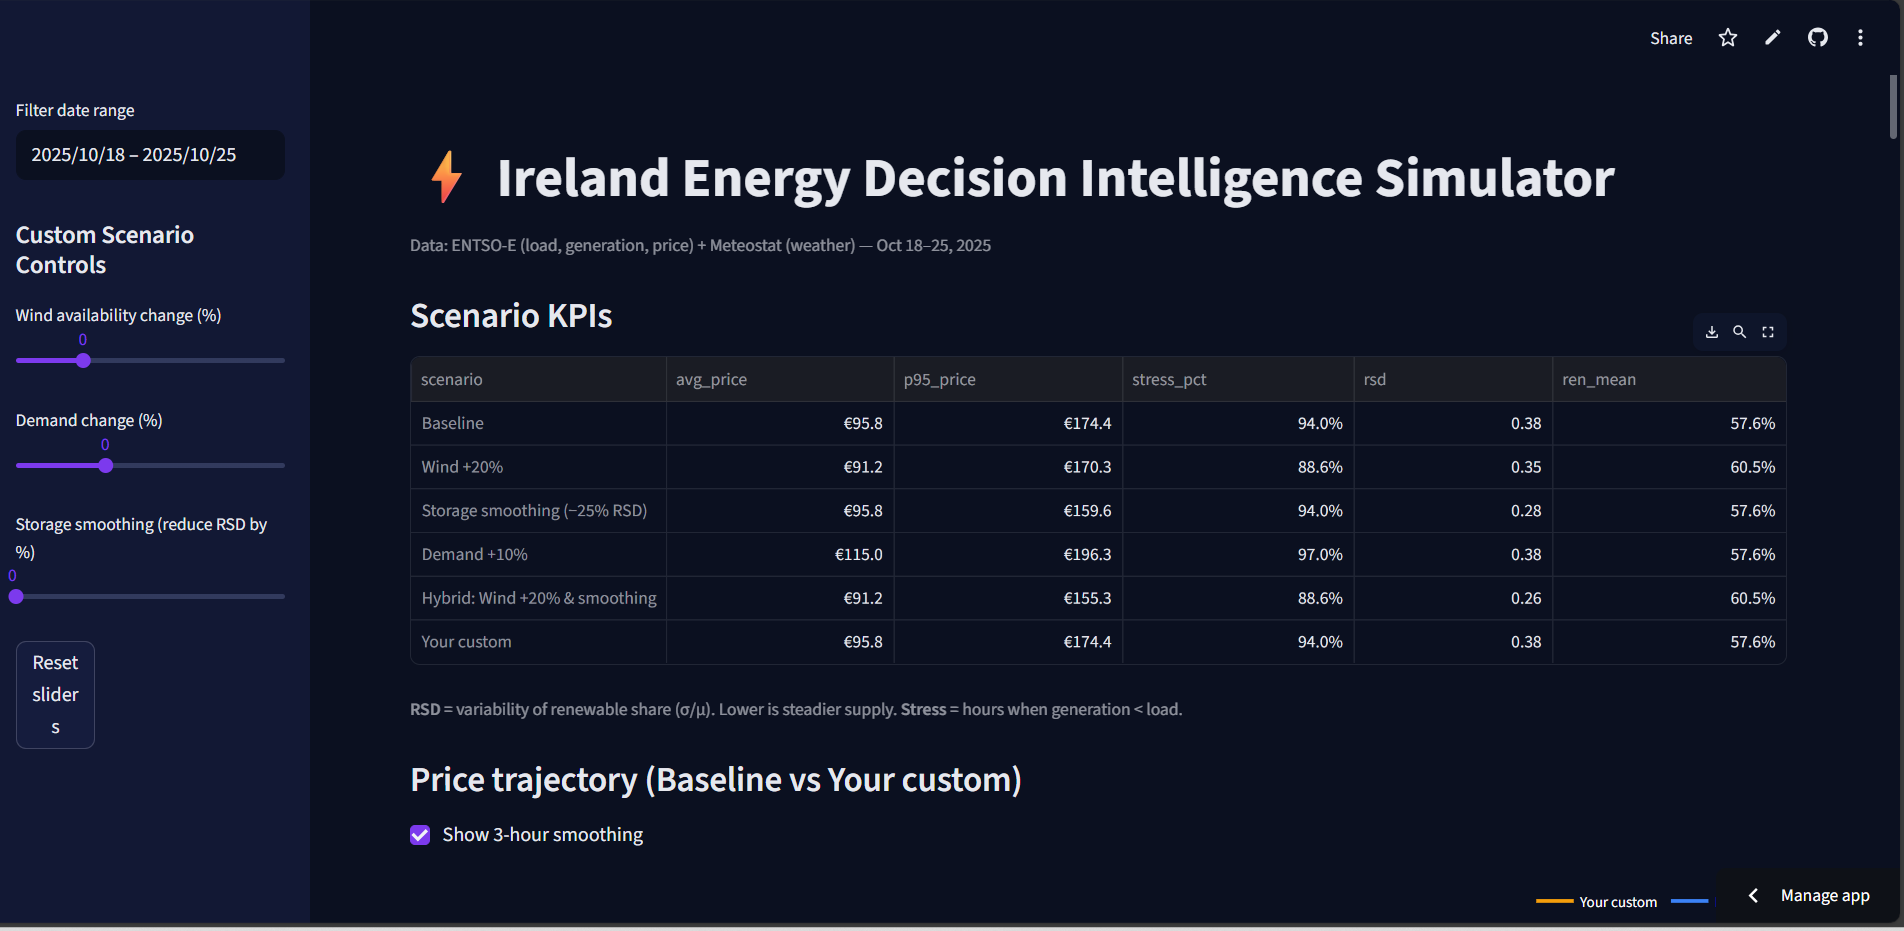 Share
Filter date range
2025/10/18 – 2025/10/25
Custom Scenario
Controls
Wind availability change (%)
0
Demand change (%)
0
Storage smoothing (reduce RSD by
%)
0
Reset
slider
s
Ireland Energy Decision Intelligence Simulator
Data: ENTSO-E (load, generation, price) + Meteostat (weather) — Oct 18–25, 2025
Scenario KPIs
scenario avg_price p95_price stress_pct rsd ren_mean
Baseline €95.8 €174.4 94.0% 0.38 57.6%
Wind +20% €91.2 €170.3 88.6% 0.35 60.5%
Storage smoothing (−25% RSD) €95.8 €159.6 94.0% 0.28 57.6%
Demand +10% €115.0 €196.3 97.0% 0.38 57.6%
Hybrid: Wind +20% & smoothing €91.2 €155.3 88.6% 0.26 60.5%
Your custom €95.8 €174.4 94.0% 0.38 57.6%
RSD = variability of renewable share (σ/μ). Lower is steadier supply. Stress = hours when generation < load.
Price trajectory (Baseline vs Your custom)
Show 3-hour smoothing
Your custom
Manage app